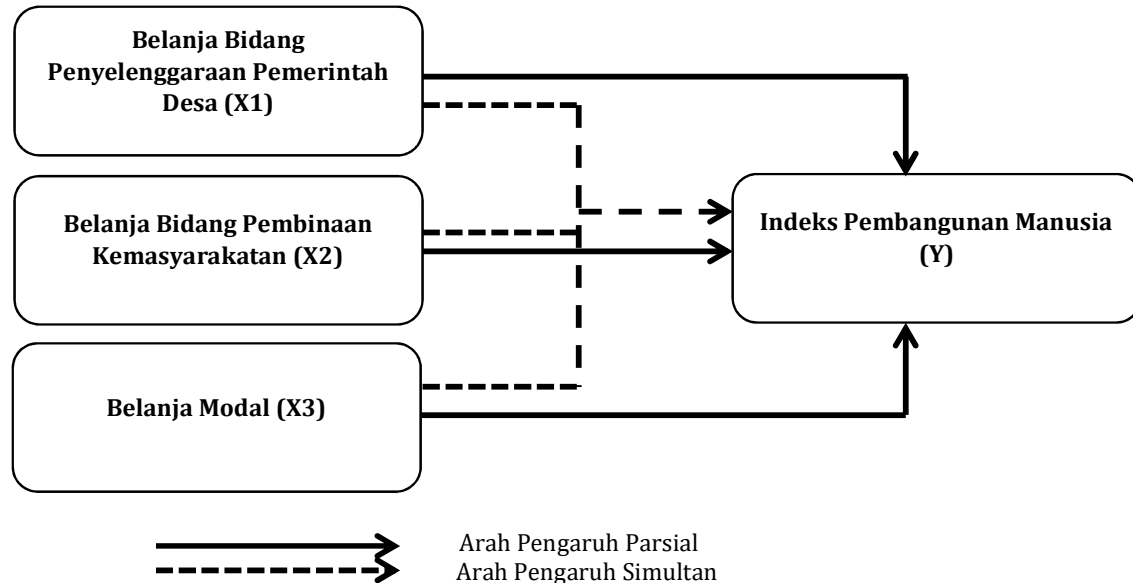 Belanja Bidang
Penyelenggaraan Pemerintah
Desa (X1)
Belanja Bidang Pembinaan
Kemasyarakatan (X2)
Indeks Pembangunan Manusia
(Y)
Belanja Modal (X3)
Arah Pengaruh Parsial
Arah Pengaruh Simultan